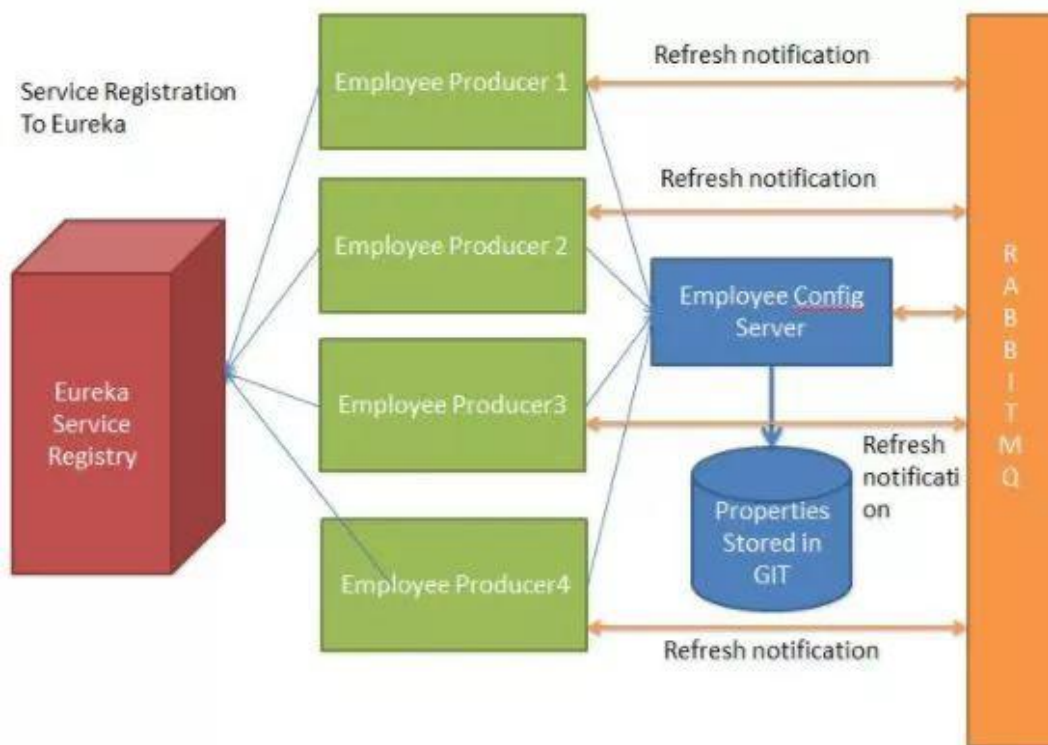 Service Registration
To Eureka
Eureka
Service
Registry
Employee Producer 1
Employee Producer 2
Employee Producer3
Employee Producer4
Refresh notification
Refresh notification
Employee Config
Server
Refresh
notificati
on
Properties
Stored in
GIT
Refresh notification
R
A
B
B
I
T
M
Q